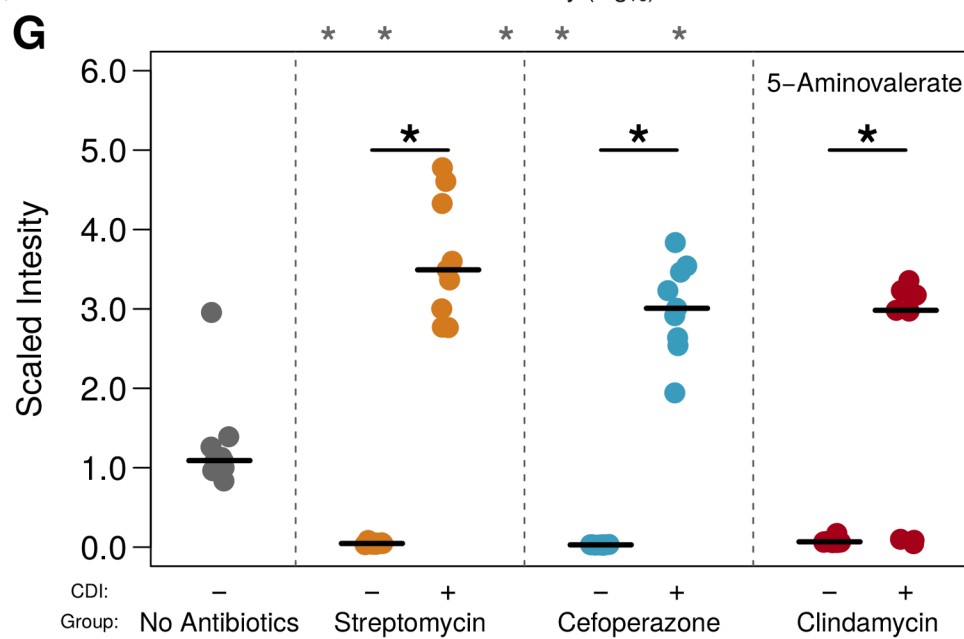 G
* * * * *
5−Aminovalerate
* * *
Scaled Intesity
6.0
5.0
4.0
3.0
2.0
1.0
0.0
CDI: − − + − + − +
Group: No Antibiotics Streptomycin Cefoperazone Clindamycin